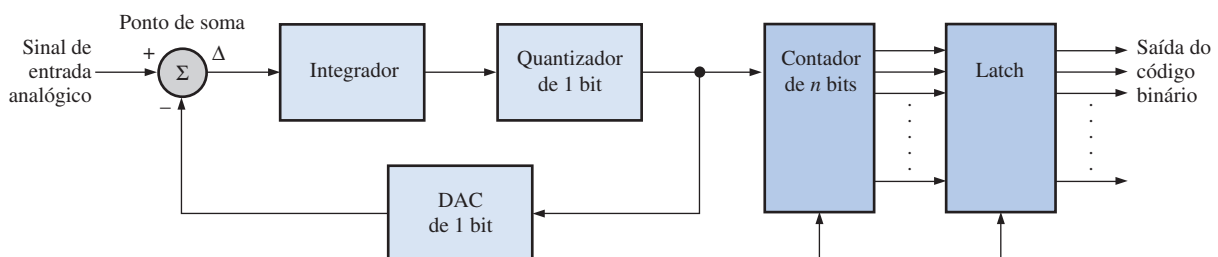 Ponto de soma
Sinal de
entrada
analógico
+
Σ
Δ
−
Integrador
Quantizador
de 1 bit
DAC
de 1 bit
Contador
de n bits
Latch
Saída do
código
binário